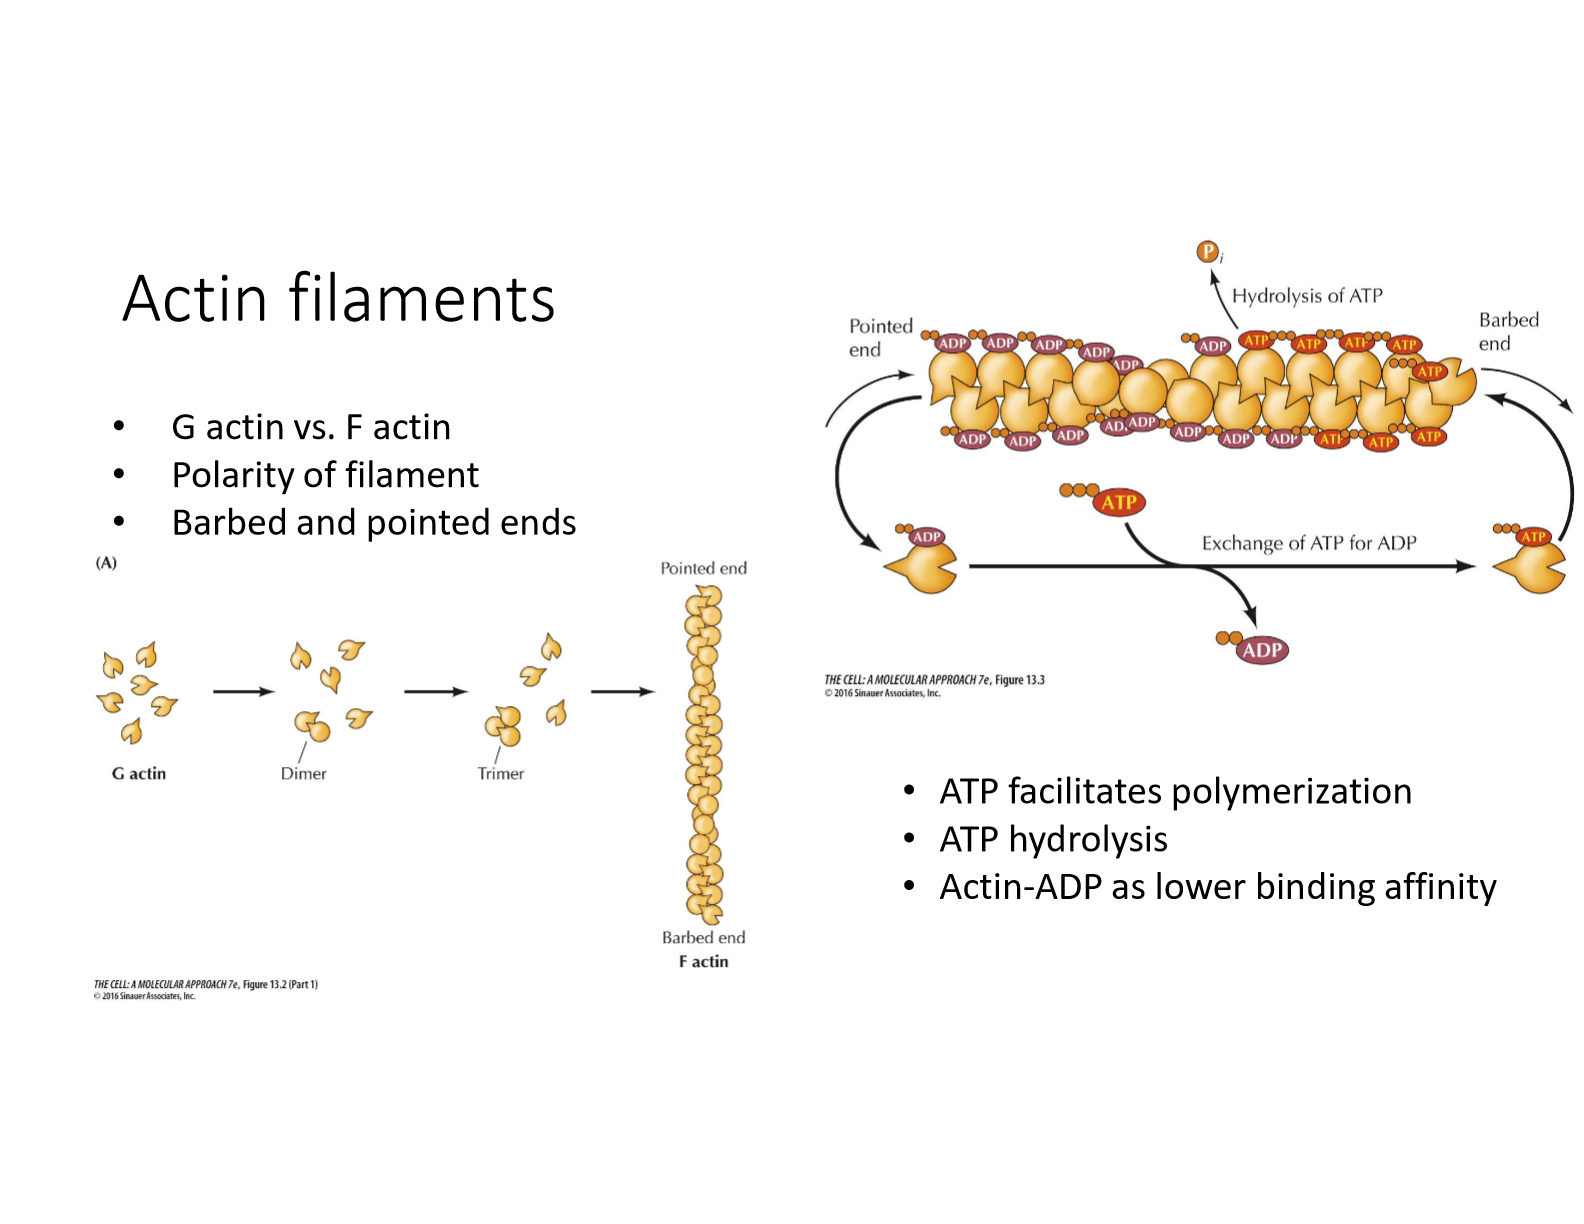 Actin filaments
• G actin vs. F actin
• Polarity of filament
• Barbed and pointed ends
(A)
G actin
Dimer
Trimer
Pointed end
Barbed end
F actin
THE CELL: A MOLECULAR APPROACH 7e, Figure 13.2 (Part 1)
© 2016 Sinauer Associates, Inc.
Pi
Hydrolysis of ATP
Pointed
end
Barbed
end
ADP ADP ADP ADP ADP ADP ATP ATP ATP ATP
ATP
ADP ADP ADP ADP ADP ADP ADP ADP ATP ATP ATP
ATP
Exchange of ATP for ADP
ADP
ATP
ADP
THE CELL: A MOLECULAR APPROACH 7e, Figure 13.3
© 2016 Sinauer Associates, Inc.
• ATP facilitates polymerization
• ATP hydrolysis
• Actin-ADP as lower binding affinity